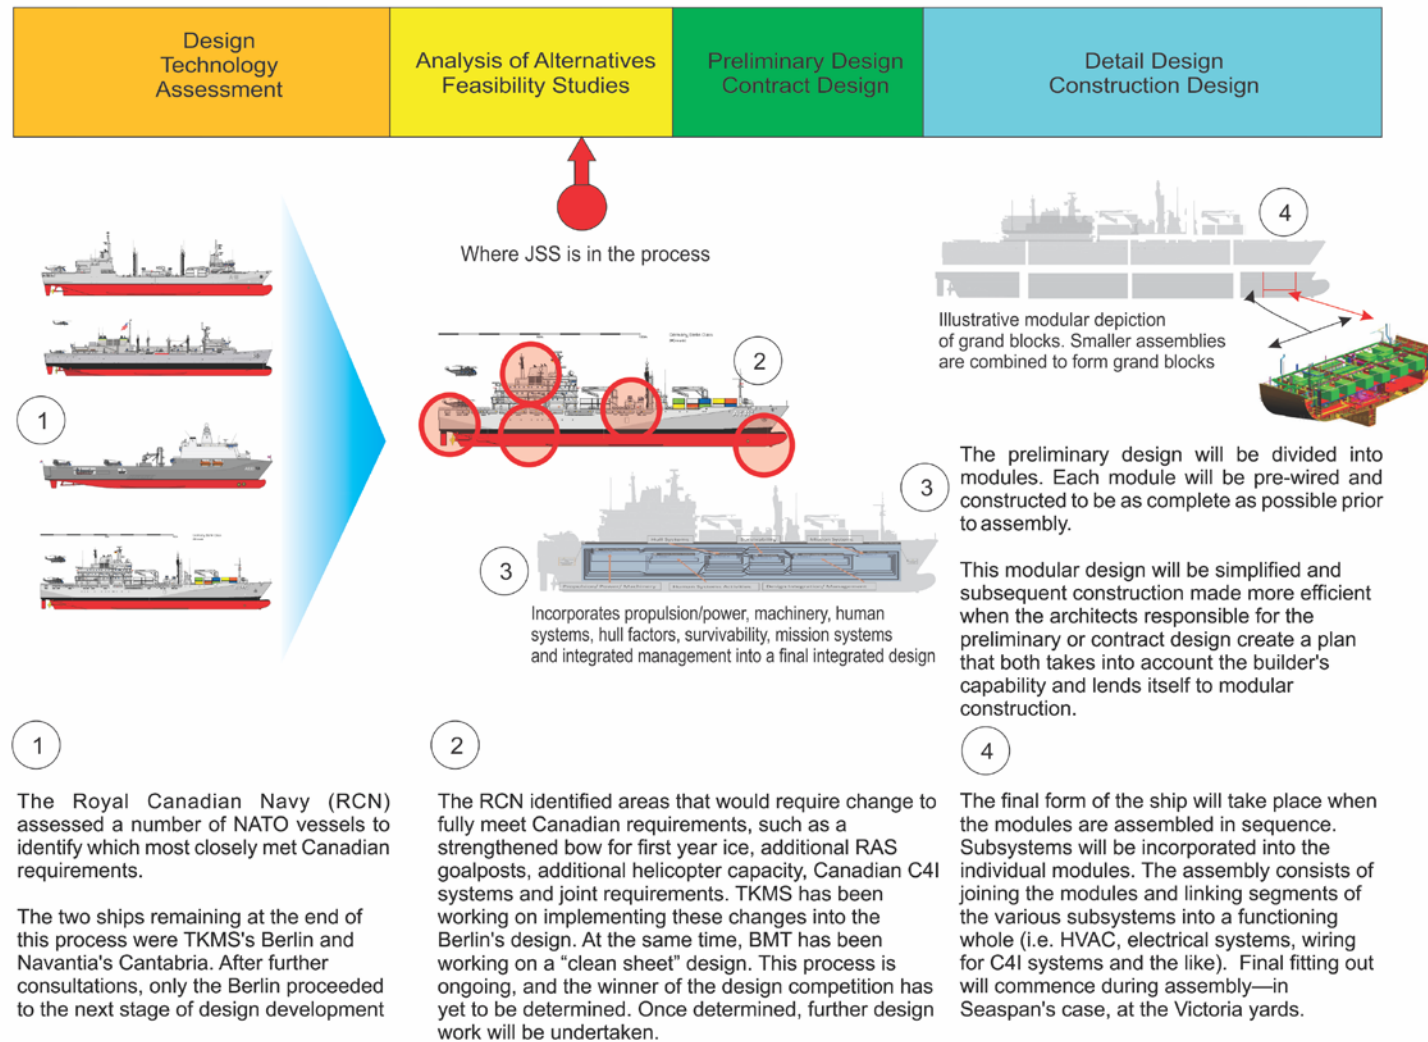 Design
Technology
Assessment
Analysis of Alternatives
Feasibility Studies
Preliminary Design
Contract Design
Detail Design
Construction Design
Where JSS is in the process
1
2
3
Incorporates propulsion/power, machinery, human
systems, hull factors, survivability, mission systems
and integrated management into a final integrated design
4
Illustrative modular depiction
of grand blocks. Smaller assemblies
are combined to form grand blocks
3
The preliminary design will be divided into
modules. Each module will be pre-wired and
constructed to be as complete as possible prior
to assembly.
This modular design will be simplified and
subsequent construction made more efficient
when the architects responsible for the
preliminary or contract design create a plan
that both takes into account the builder's
capability and lends itself to modular
construction.
1
The Royal Canadian Navy (RCN)
assessed a number of NATO vessels to
identify which most closely met Canadian
requirements.
The two ships remaining at the end of
this process were TKMS's Berlin and
Navantia's Cantabria. After further
consultations, only the Berlin proceeded
to the next stage of design development
2
The RCN identified areas that would require change to
fully meet Canadian requirements, such as a
strengthened bow for first year ice, additional RAS
goalposts, additional helicopter capacity, Canadian C4I
systems and joint requirements. TKMS has been
working on implementing these changes into the
Berlin's design. At the same time, BMT has been
working on a “clean sheet” design. This process is
ongoing, and the winner of the design competition has
yet to be determined. Once determined, further design
work will be undertaken.
4
The final form of the ship will take place when
the modules are assembled in sequence.
Subsystems will be incorporated into the
individual modules. The assembly consists of
joining the modules and linking segments of
the various subsystems into a functioning
whole (i.e. HVAC, electrical systems, wiring
for C4I systems and the like).  Final fitting out
will commence during assembly—in
Seaspan's case, at the Victoria yards.